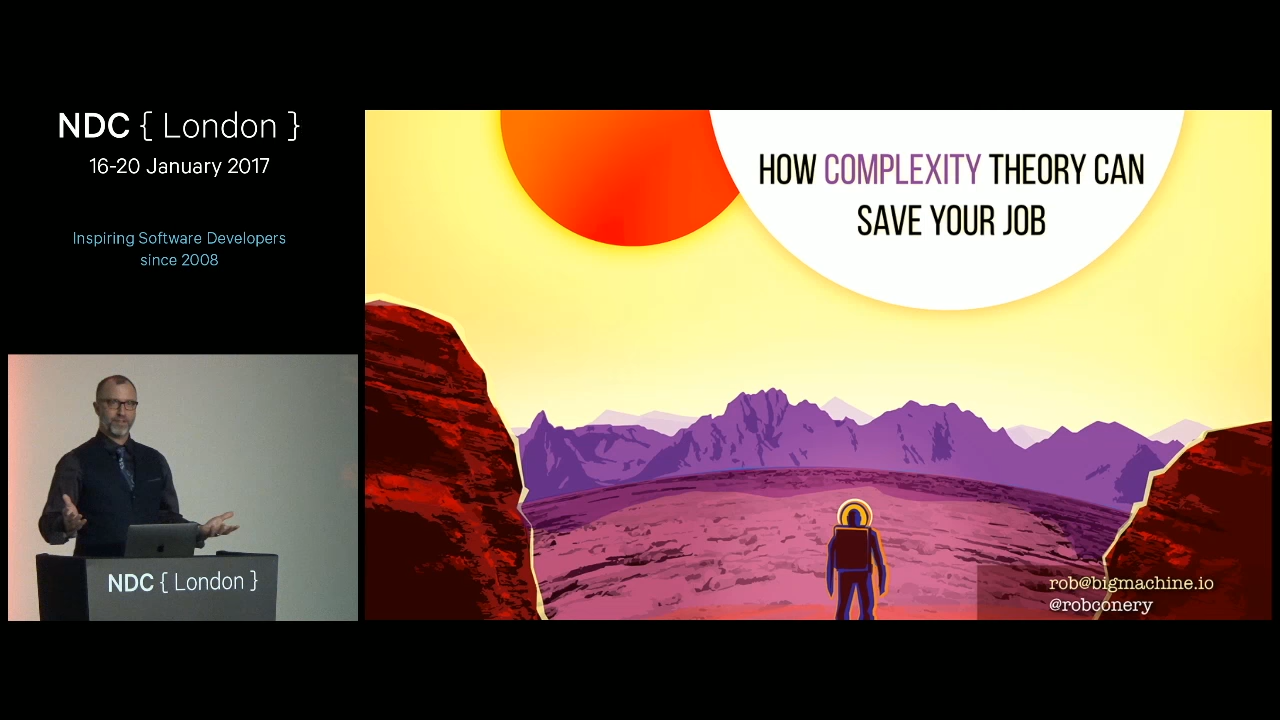 NDC { London }
16-20 January 2017
Inspiring Software Developers
since 2008
NDC { London }
HOW COMPLEXITY THEORY CAN
SAVE YOUR JOB
rob@bigmachine.io
@robconery